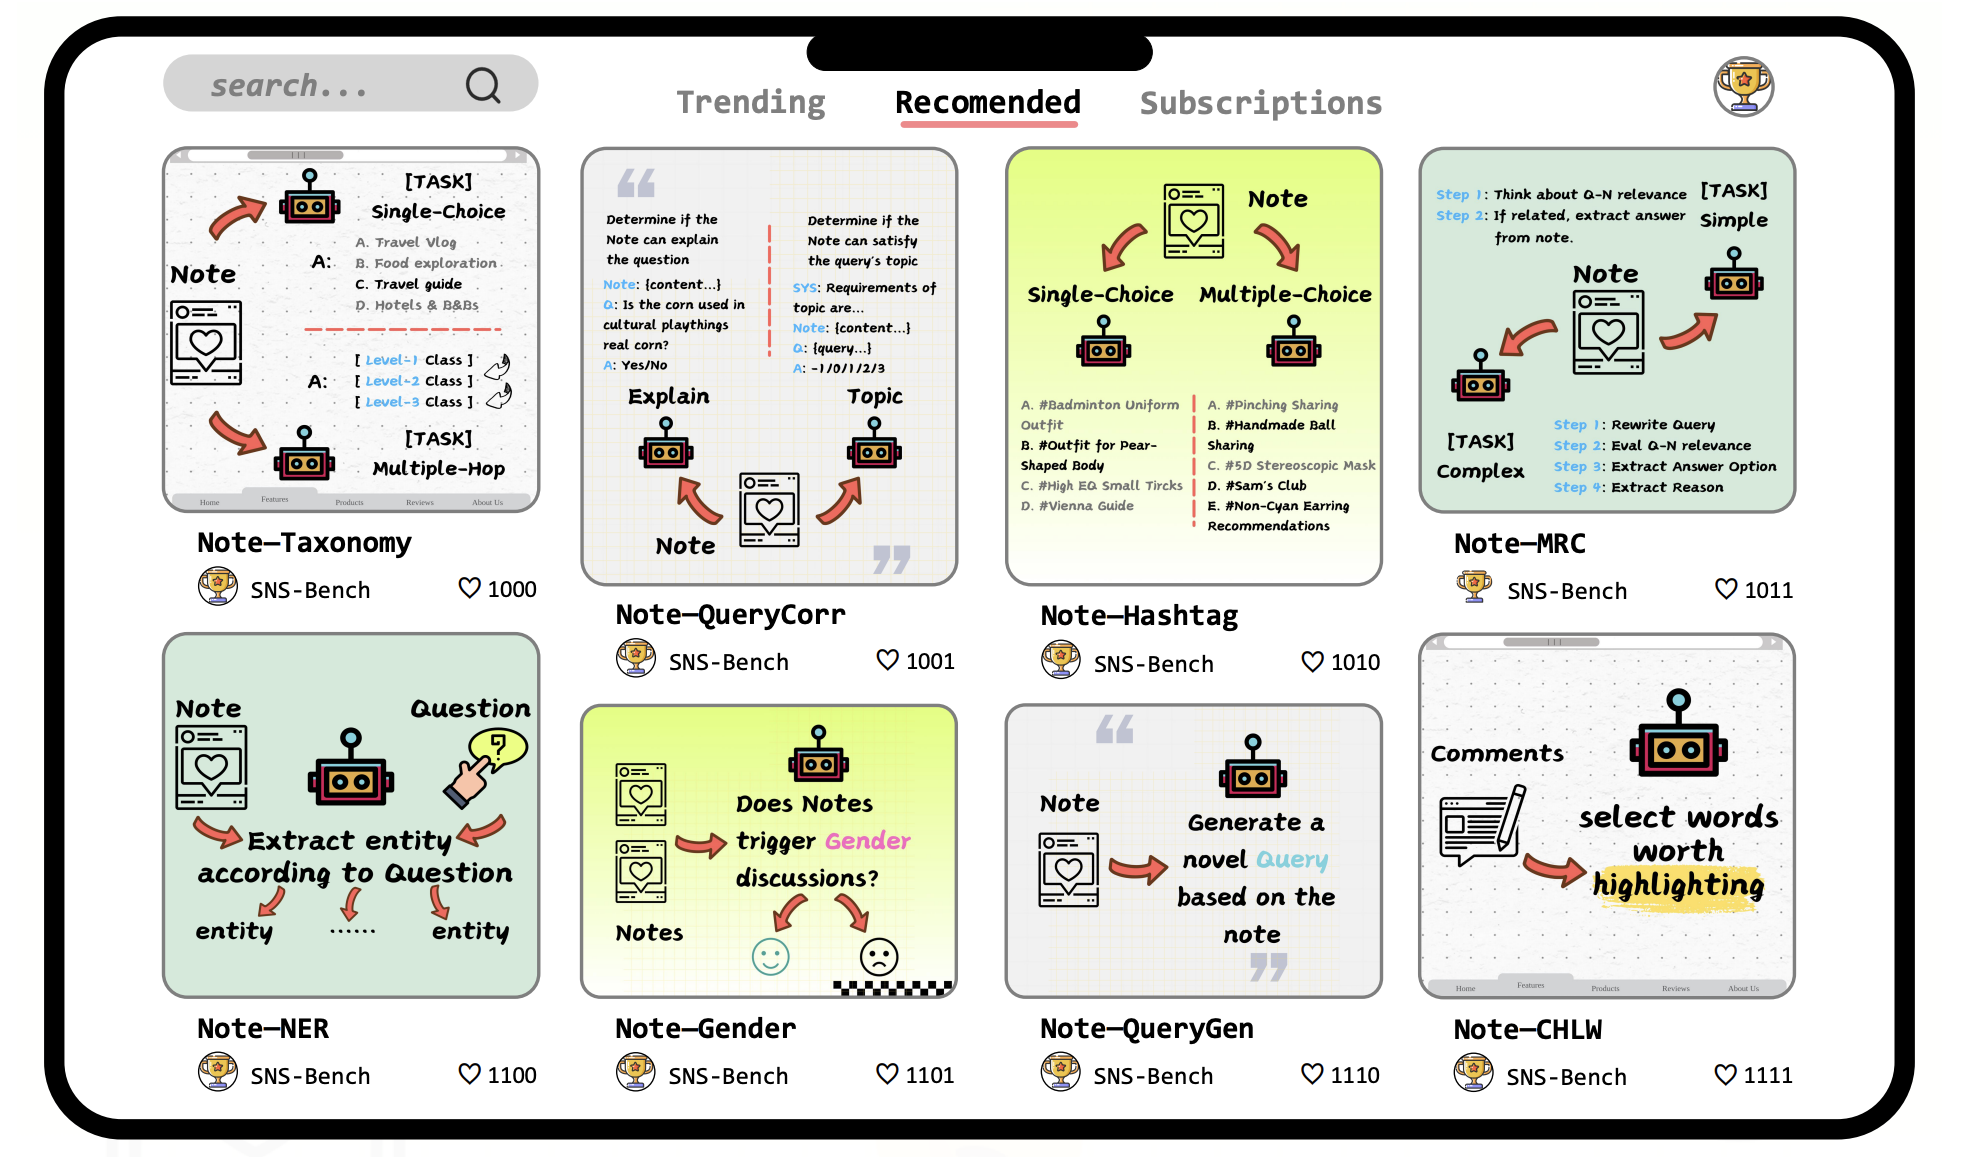 search...
Trending
Recomended
Subscriptions
[TASK]
Single-Choice
A:
A. Travel Vlog
B. Food exploration
C. Travel guide
D. Hotels & B&Bs
Note
A:
[ Level-1 Class ]
[ Level-2 Class ]
[ Level-3 Class ]
[TASK]
Multiple-Hop
Home
Features
Products
Reviews
About Us
Note—Taxonomy
SNS-Bench
1000
“
Determine if the
Note can explain
the question
Note: {content...}
Q: Is the corn used in
cultural playthings
real corn?
A: Yes/No
Explain
Determine if the
Note can satisfy
the query's topic
SYS: Requirements of
topic are...
Note: {content...}
Q: {query...}
A: -1/0/1/2/3
Topic
Note
”
Note—QueryCorr
SNS-Bench
1001
Note
Single-Choice
Multiple-Choice
A. #Badminton Uniform
Outfit
B. #Outfit for Pear-
Shaped Body
C. #High EQ Small Tircks
D. #Vienna Guide
A. #Pinching Sharing
B. #Handmade Ball
Sharing
C. #5D Stereoscopic Mask
D. #Sam's Club
E. #Non-Cyan Earring
Recommendations
Note—Hashtag
SNS-Bench
1010
Step 1: Think about Q-N relevance
Step 2: If related, extract answer
from note.
[TASK]
Simple
Note
[TASK]
Complex
Step 1: Rewrite Query
Step 2: Eval Q-N relevance
Step 3: Extract Answer Option
Step 4: Extract Reason
Note—MRC
SNS-Bench
1011
Note
Question
?
Extract entity
according to Question
entity
......
entity
Note—NER
SNS-Bench
1100
Notes
Does Notes
trigger Gender
discussions?
Note—Gender
SNS-Bench
1101
“
Note
Generate a
novel Query
based on the
note
”
Note—QueryGen
SNS-Bench
1110
Comments
select words
worth
highlighting
Home
Features
Products
Reviews
About Us
Note—CHLW
SNS-Bench
1111